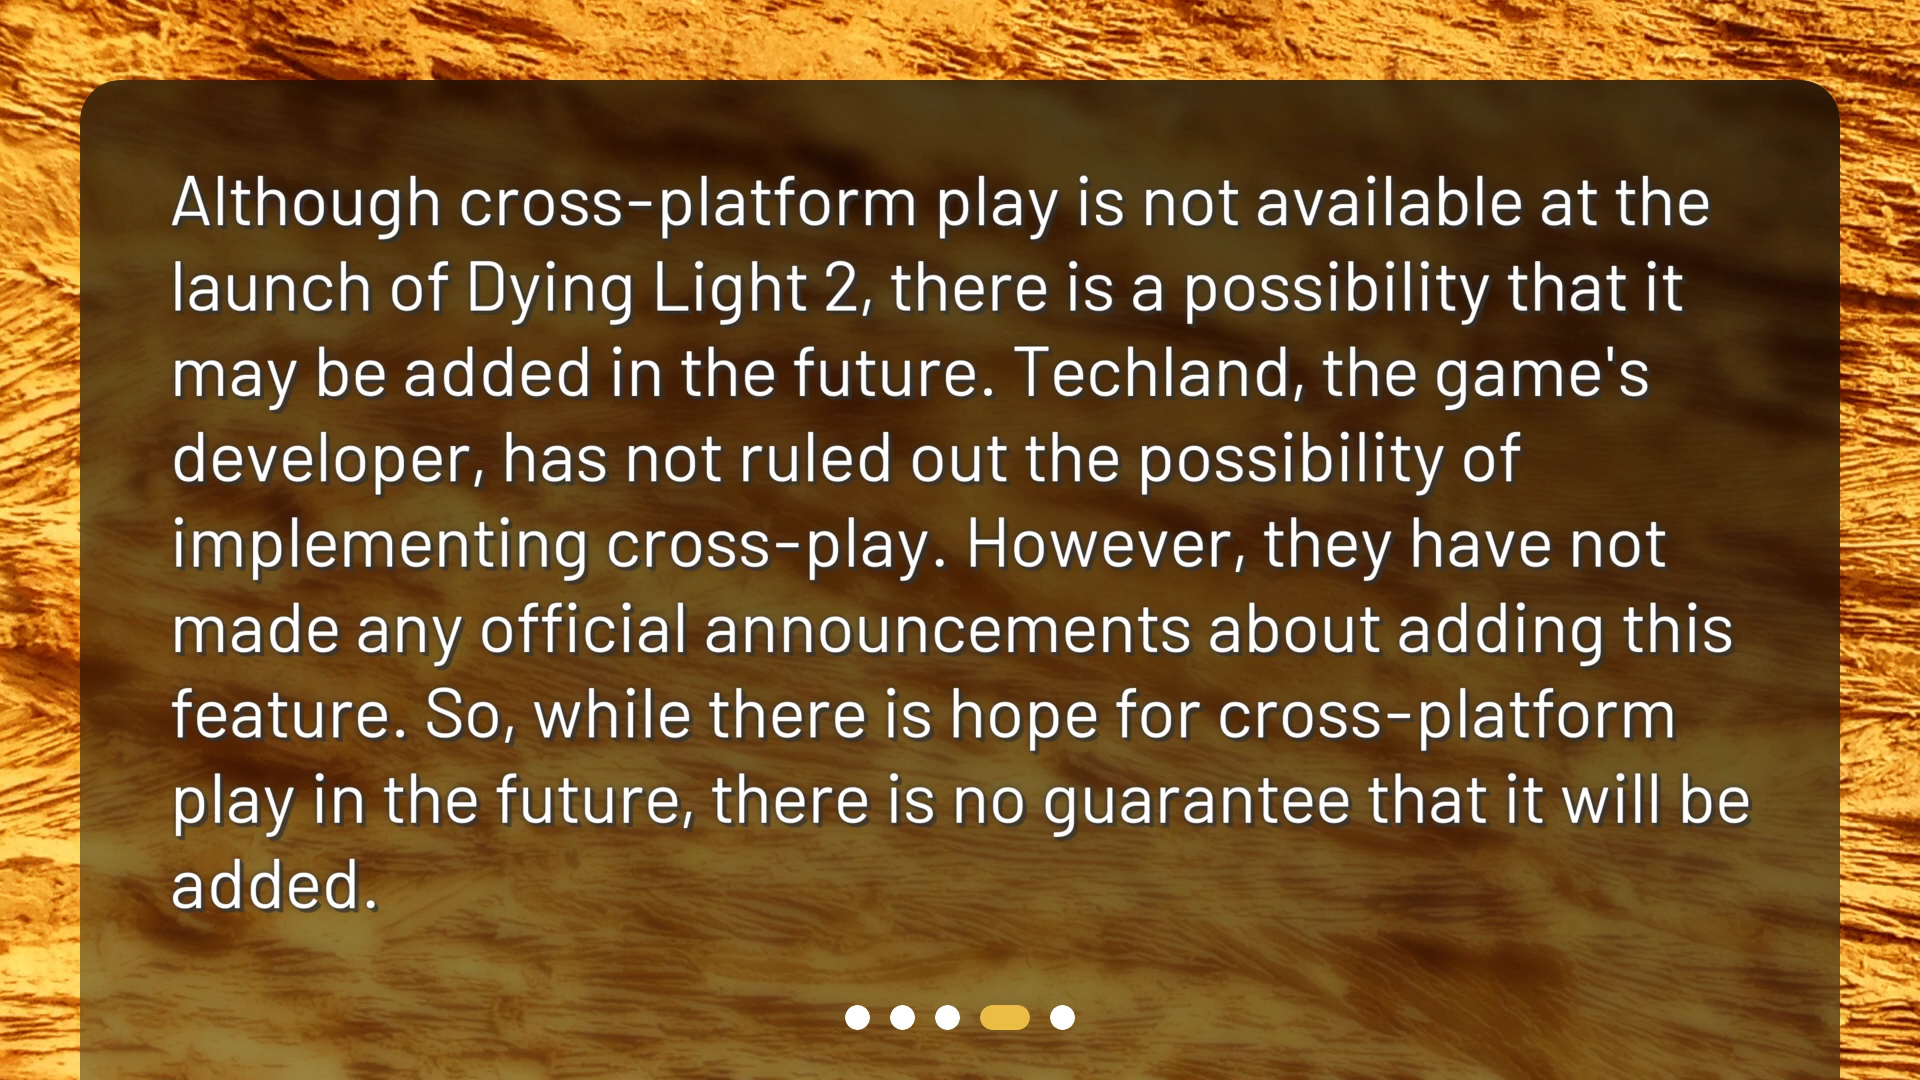 Although cross-platform play is not available at the
launch of Dying Light 2, there is a possibility that it
may be added in the future. Techland, the game's
developer, has not ruled out the possibility of
implementing cross-play. However, they have not
made any official announcements about adding this
feature. So, while there is hope for cross-platform
play in the future, there is no guarantee that it will be
added.